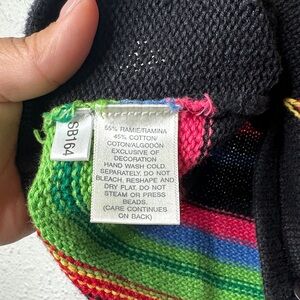 SB164
55% RAMIE/RAMINA
45% COTTON
COTON/ALGODÓN
EXCLUSIVE OF
DECORATION
HAND WASH COLD.
SEPARATELY, DO NOT
BLEACH, RESHAPE AND
DRY FLAT, DO NOT
STEAM OR PRESS
BEADS.
(CARE CONTINUES
ON BACK)